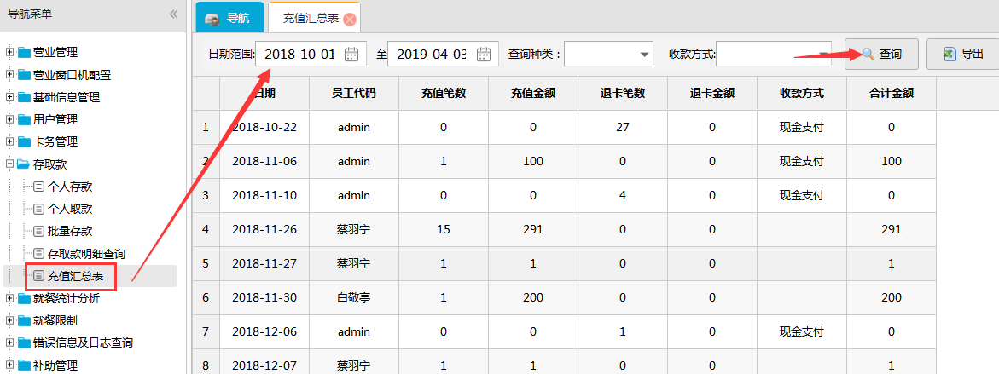 导航菜单
营业管理
营业窗口机配置
基础信息管理
用户管理
卡务管理
存取款
个人存款
个人取款
批量存款
存取款明细查询
充值汇总表
就餐统计分析
就餐限制
错误信息及日志查询
补助管理
导航 充值汇总表
日期范围: 2018-10-01 至 2019-04-03 查询种类： 收款方式: 查询 导出
日期 员工代码 充值笔数 充值金额 退卡笔数 退卡金额 收款方式 合计金额
1 2018-10-22 admin 0 0 27 0 现金支付 0
2 2018-11-06 admin 1 100 0 0 现金支付 100
3 2018-11-10 admin 0 0 4 0 现金支付 0
4 2018-11-26 蔡羽宁 15 291 0 0 291
5 2018-11-27 蔡羽宁 1 1 0 0 1
6 2018-11-30 白敬亭 1 200 0 0 200
7 2018-12-06 admin 0 0 1 0 现金支付 0
8 2018-12-07 蔡羽宁 1 1 0 0 1